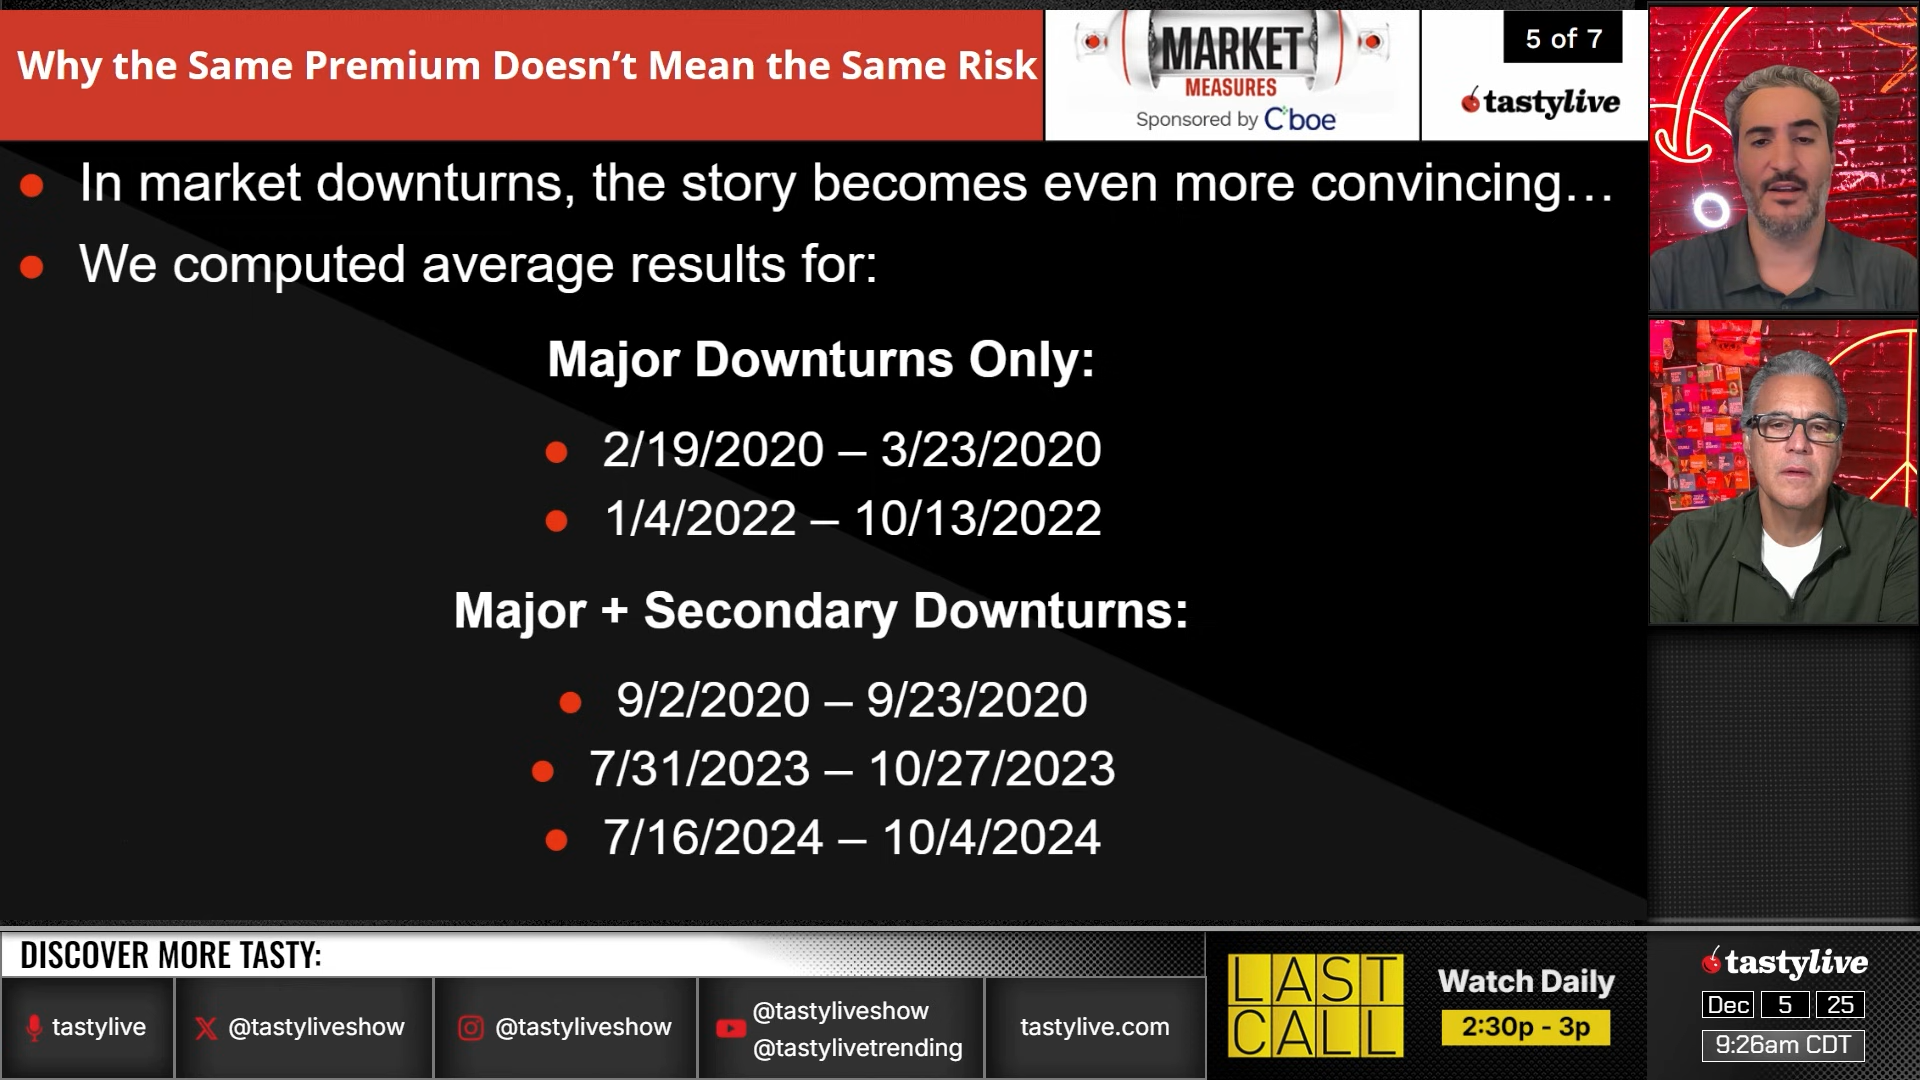 Why the Same Premium Doesn't Mean the Same Risk
MARKET
MEASURES
Sponsored by Cboe
5 of 7
tastylive
In market downturns, the story becomes even more convincing…
We computed average results for:
Major Downturns Only:
2/19/2020 – 3/23/2020
1/4/2022 – 10/13/2022
Major + Secondary Downturns:
9/2/2020 – 9/23/2020
7/31/2023 – 10/27/2023
7/16/2024 – 10/4/2024
DISCOVER MORE TASTY:
tastylive
@tastyliveshow
@tastyliveshow
@tastyliveshow
@tastylivetrending
tastylive.com
LAST
CALL
Watch Daily
2:30p - 3p
tastylive
Dec 5 25
9:26am CDT